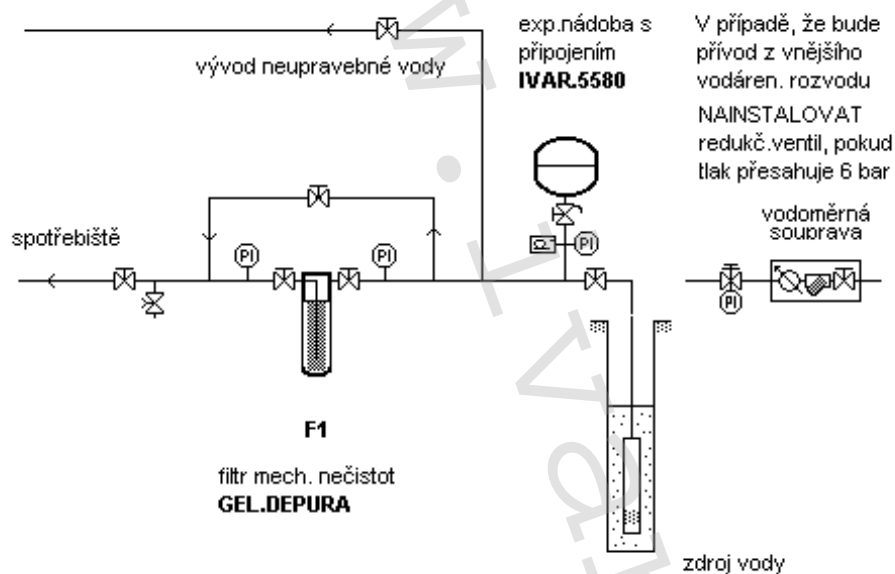 exp.nádoba s
připojením
IVAR.5580
V případě, že bude
přívod z vnějšího
vodáren. rozvodu
NAINSTALOVAT
redukč.ventil, pokud
tlak přesahuje 6 bar
vývod neupravebné vody
vodoměrná
souprava
spotřebiště
PI
PI
PI
PI
F1
filtr mech. nečistot
GEL.DEPURA
zdroj vody
w.iva